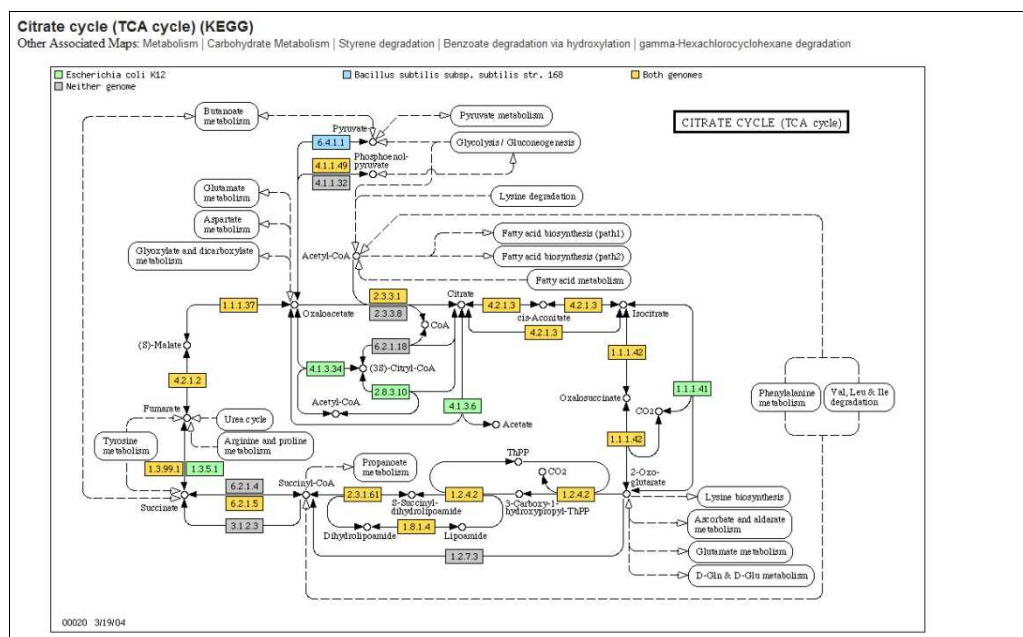 Citrate cycle (TCA cycle) (KEGG)
Other Associated Maps: Metabolism | Carbohydrate Metabolism | Styrene degradation | Benzoate degradation via hydroxylation | gamma-Hexachlorocyclohexane degradation
Escherichia coli K12
Bacillus subtilis subsp. subtilis str. 168
Both genomes
Neither genome
CITRATE CYCLE (TCA cycle)
Butanoate
metabolism
Pyruvate
Pyruvate metabolism
6.4.1.1
Glycolysis / Gluconeogenesis
4.1.1.49
Phosphoenol-
pyruvate
4.1.1.32
Glutamate
metabolism
Lysine degradation
Aspartate
metabolism
Fatty acid biosynthesis (path1)
Glyoxylate and dicarboxylate
metabolism
Acetyl-CoA
Fatty acid biosynthesis (path2)
Fatty acid metabolism
1.1.1.37
Oxaloacetate
2.3.3.1
Citrate
4.2.1.3
4.2.1.3
2.3.3.8
cis-Aconitate
Isocitrate
CoA
4.2.1.3
(S)-Malate
6.2.1.18
1.1.1.42
4.1.3.34
(3S)-Citryl-CoA
4.2.1.2
2.8.3.10
1.1.1.41
Oxalosuccinate
Phenylalanine
metabolism
Val, Leu & Ile
degradation
Fumarate
Acetyl-CoA
4.1.3.6
CO2
Urea cycle
Acetate
1.1.1.42
Tyrosine
metabolism
Arginine and proline
metabolism
ThPP
1.3.99.1
1.3.5.1
Propanoate
metabolism
CO2
2-Oxo-
glutarate
6.2.1.4
Succinyl-CoA
2.3.1.61
1.2.4.2
1.2.4.2
Lysine biosynthesis
Succinate
6.2.1.5
S-Succinyl-
dihydrolipoamide
3-Carboxy-1-
hydroxypropyl-ThPP
3.1.2.3
1.8.1.4
Ascorbate and aldarate
metabolism
Dihydrolipoamide
Lipoamide
1.2.7.3
Glutamate metabolism
D-Gln & D-Glu metabolism
00020 3/19/04